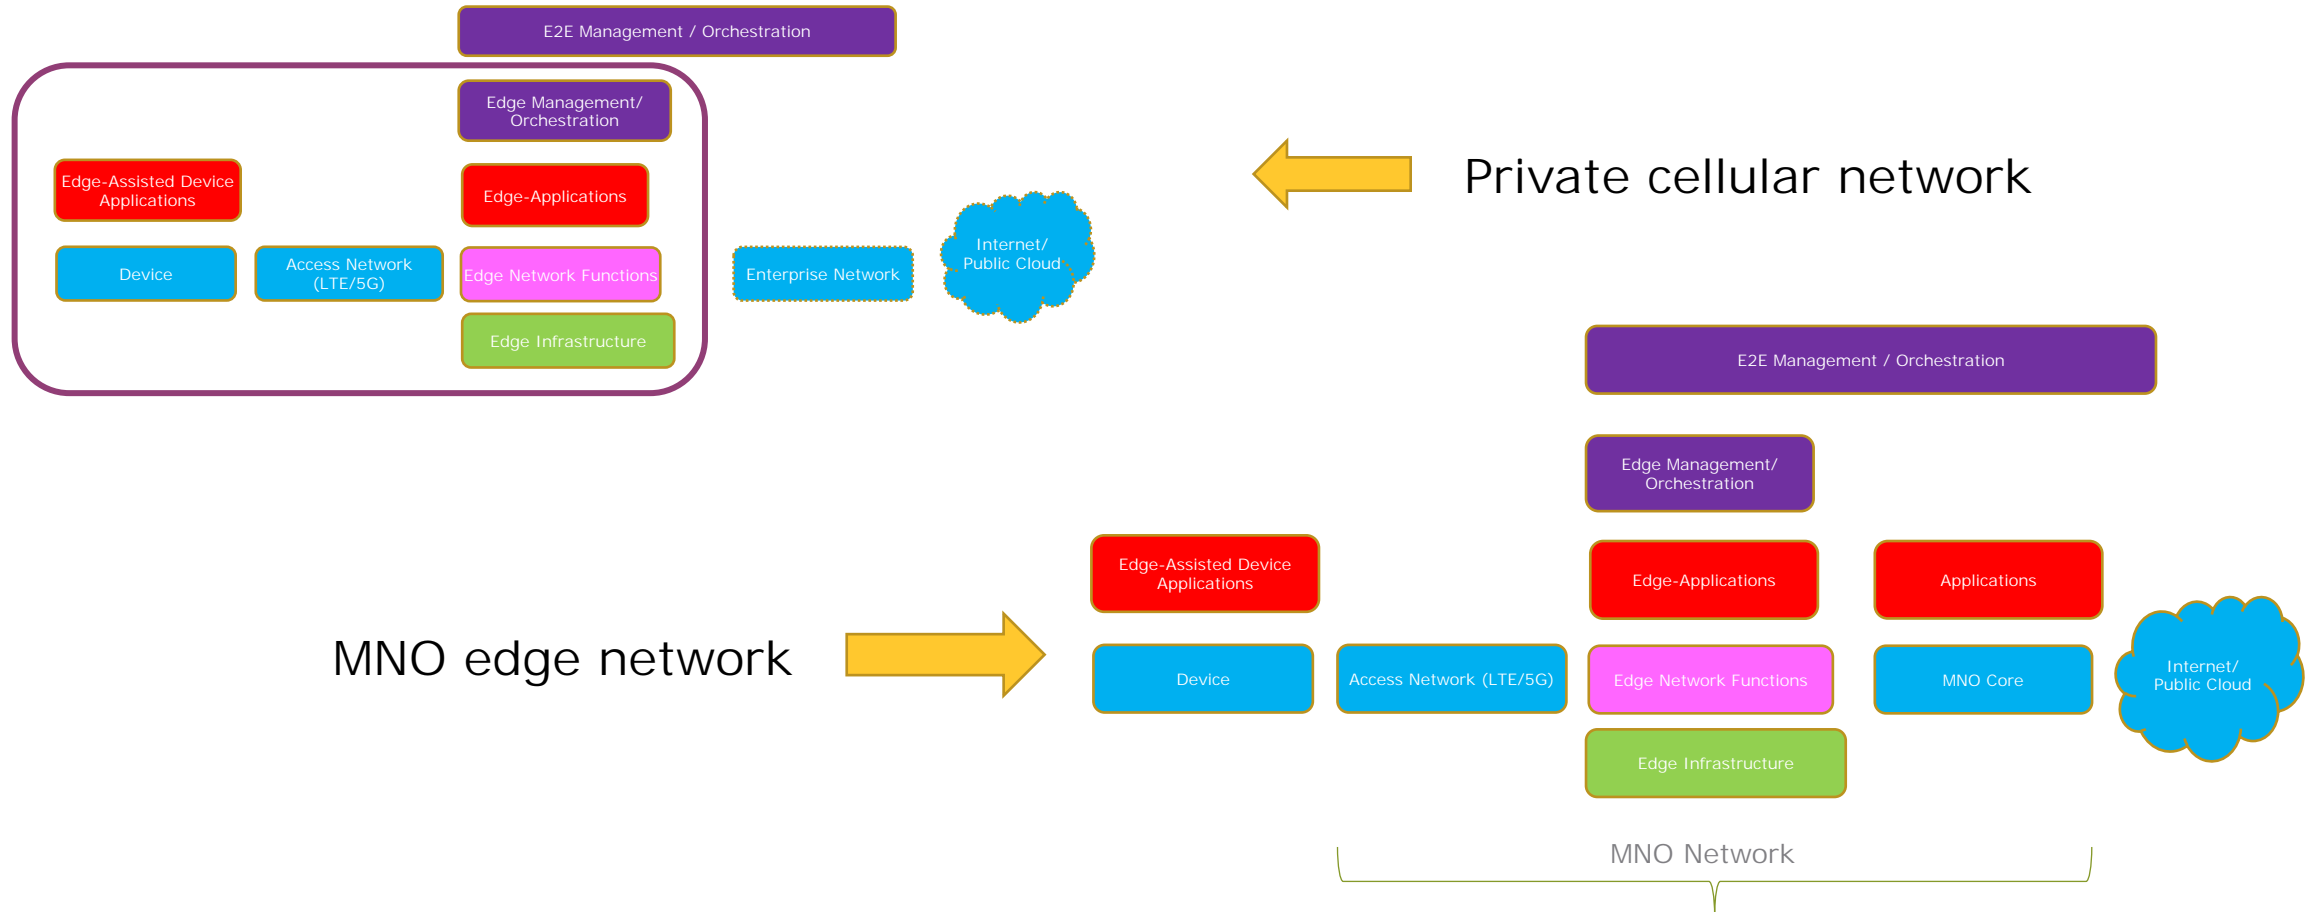 E2E Management / Orchestration
Edge Management/
Orchestration
Edge-Assisted Device
Applications
Edge-Applications
Device
Access Network
(LTE/5G)
Edge Network Functions
Edge Infrastructure
Enterprise Network
Internet/
Public Cloud
Private cellular network
MNO edge network
E2E Management / Orchestration
Edge Management/
Orchestration
Edge-Assisted Device
Applications
Edge-Applications
Applications
Device
Access Network (LTE/5G)
Edge Network Functions
MNO Core
Internet/
Public Cloud
Edge Infrastructure
MNO Network